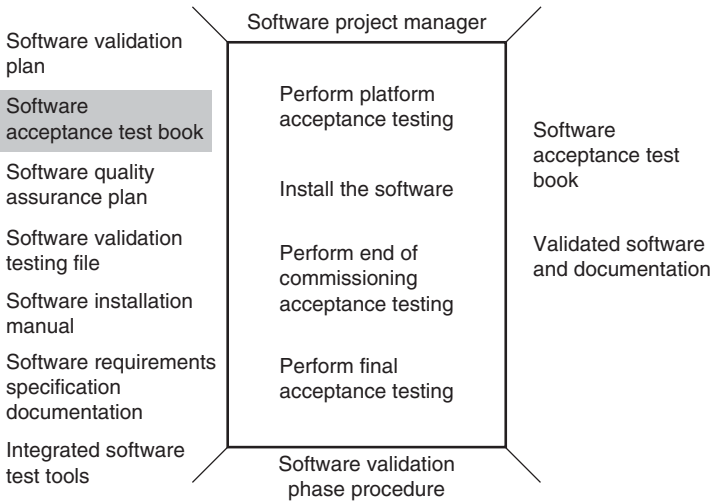 Software project manager
Software validation
plan
Software
acceptance test book
Software quality
assurance plan
Software validation
testing file
Software installation
manual
Software requirements
specification
documentation
Integrated software
test tools
Perform platform
acceptance testing
Install the software
Perform end of
commissioning
acceptance testing
Perform final
acceptance testing
Software
acceptance test
book
Validated software
and documentation
Software validation
phase procedure